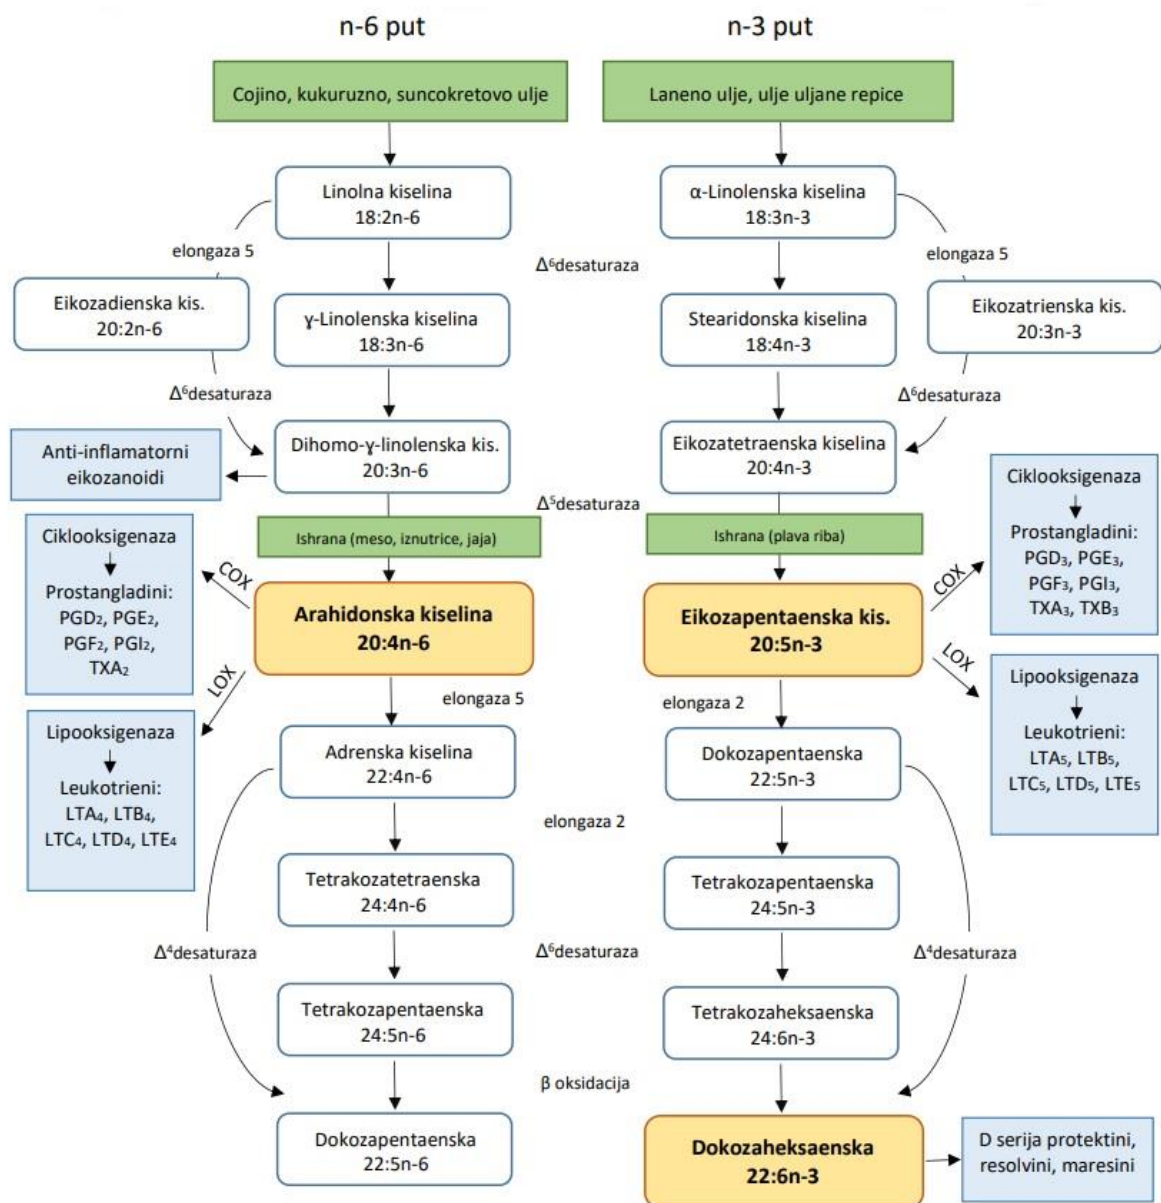 n-6 put
n-3 put
Cojino, kukuruzno, suncokretovo ulje
Laneno ulje, ulje uljane repice
Linolna kiselina
18:2n-6
α-Linolenska kiselina
18:3n-3
elongaza 5
Δ⁶desaturaza
elongaza 5
Eikozadienska kis.
20:2n-6
ɣ-Linolenska kiselina
18:3n-6
Stearidonska kiselina
18:4n-3
Eikozatrienska kis.
20:3n-3
Δ⁶desaturaza
Δ⁶desaturaza
Anti-inflamatorni
eikozanoidi
Dihomo-ɣ-linolenska kis.
20:3n-6
Eikozatetraenska kiselina
20:4n-3
Δ⁵desaturaza
Ciklooksigenaza
Prostangladini:
PGD₂, PGE₂,
PGF₂, PGI₂,
TXA₂
COX
Ishrana (meso, iznutrice, jaja)
Ishrana (plava riba)
COX
Ciklooksigenaza
Prostangladini:
PGD₃, PGE₃,
PGF₃, PGI₃,
TXA₃, TXB₃
Arahidonska kiselina
20:4n-6
Eikozapentaenska kis.
20:5n-3
LOX
LOX
Lipooksigenaza
Leukotrieni:
LTA₄, LTB₄,
LTC₄, LTD₄, LTE₄
elongaza 5
elongaza 2
Lipooksigenaza
Leukotrieni:
LTA₅, LTB₅,
LTC₅, LTD₅, LTE₅
Adrenska kiselina
22:4n-6
Dokozapentaenska
22:5n-3
elongaza 2
Tetrakozatetraenska
24:4n-6
Tetrakozapentaenska
24:5n-3
Δ⁴desaturaza
Δ⁶desaturaza
Δ⁴desaturaza
Tetrakozapentaenska
24:5n-6
Tetrakozaheksaenska
24:6n-3
β oksidacija
Dokozapentaenska
22:5n-6
Dokozaheksaenska
22:6n-3
D serija protektini,
resolvini, maresini